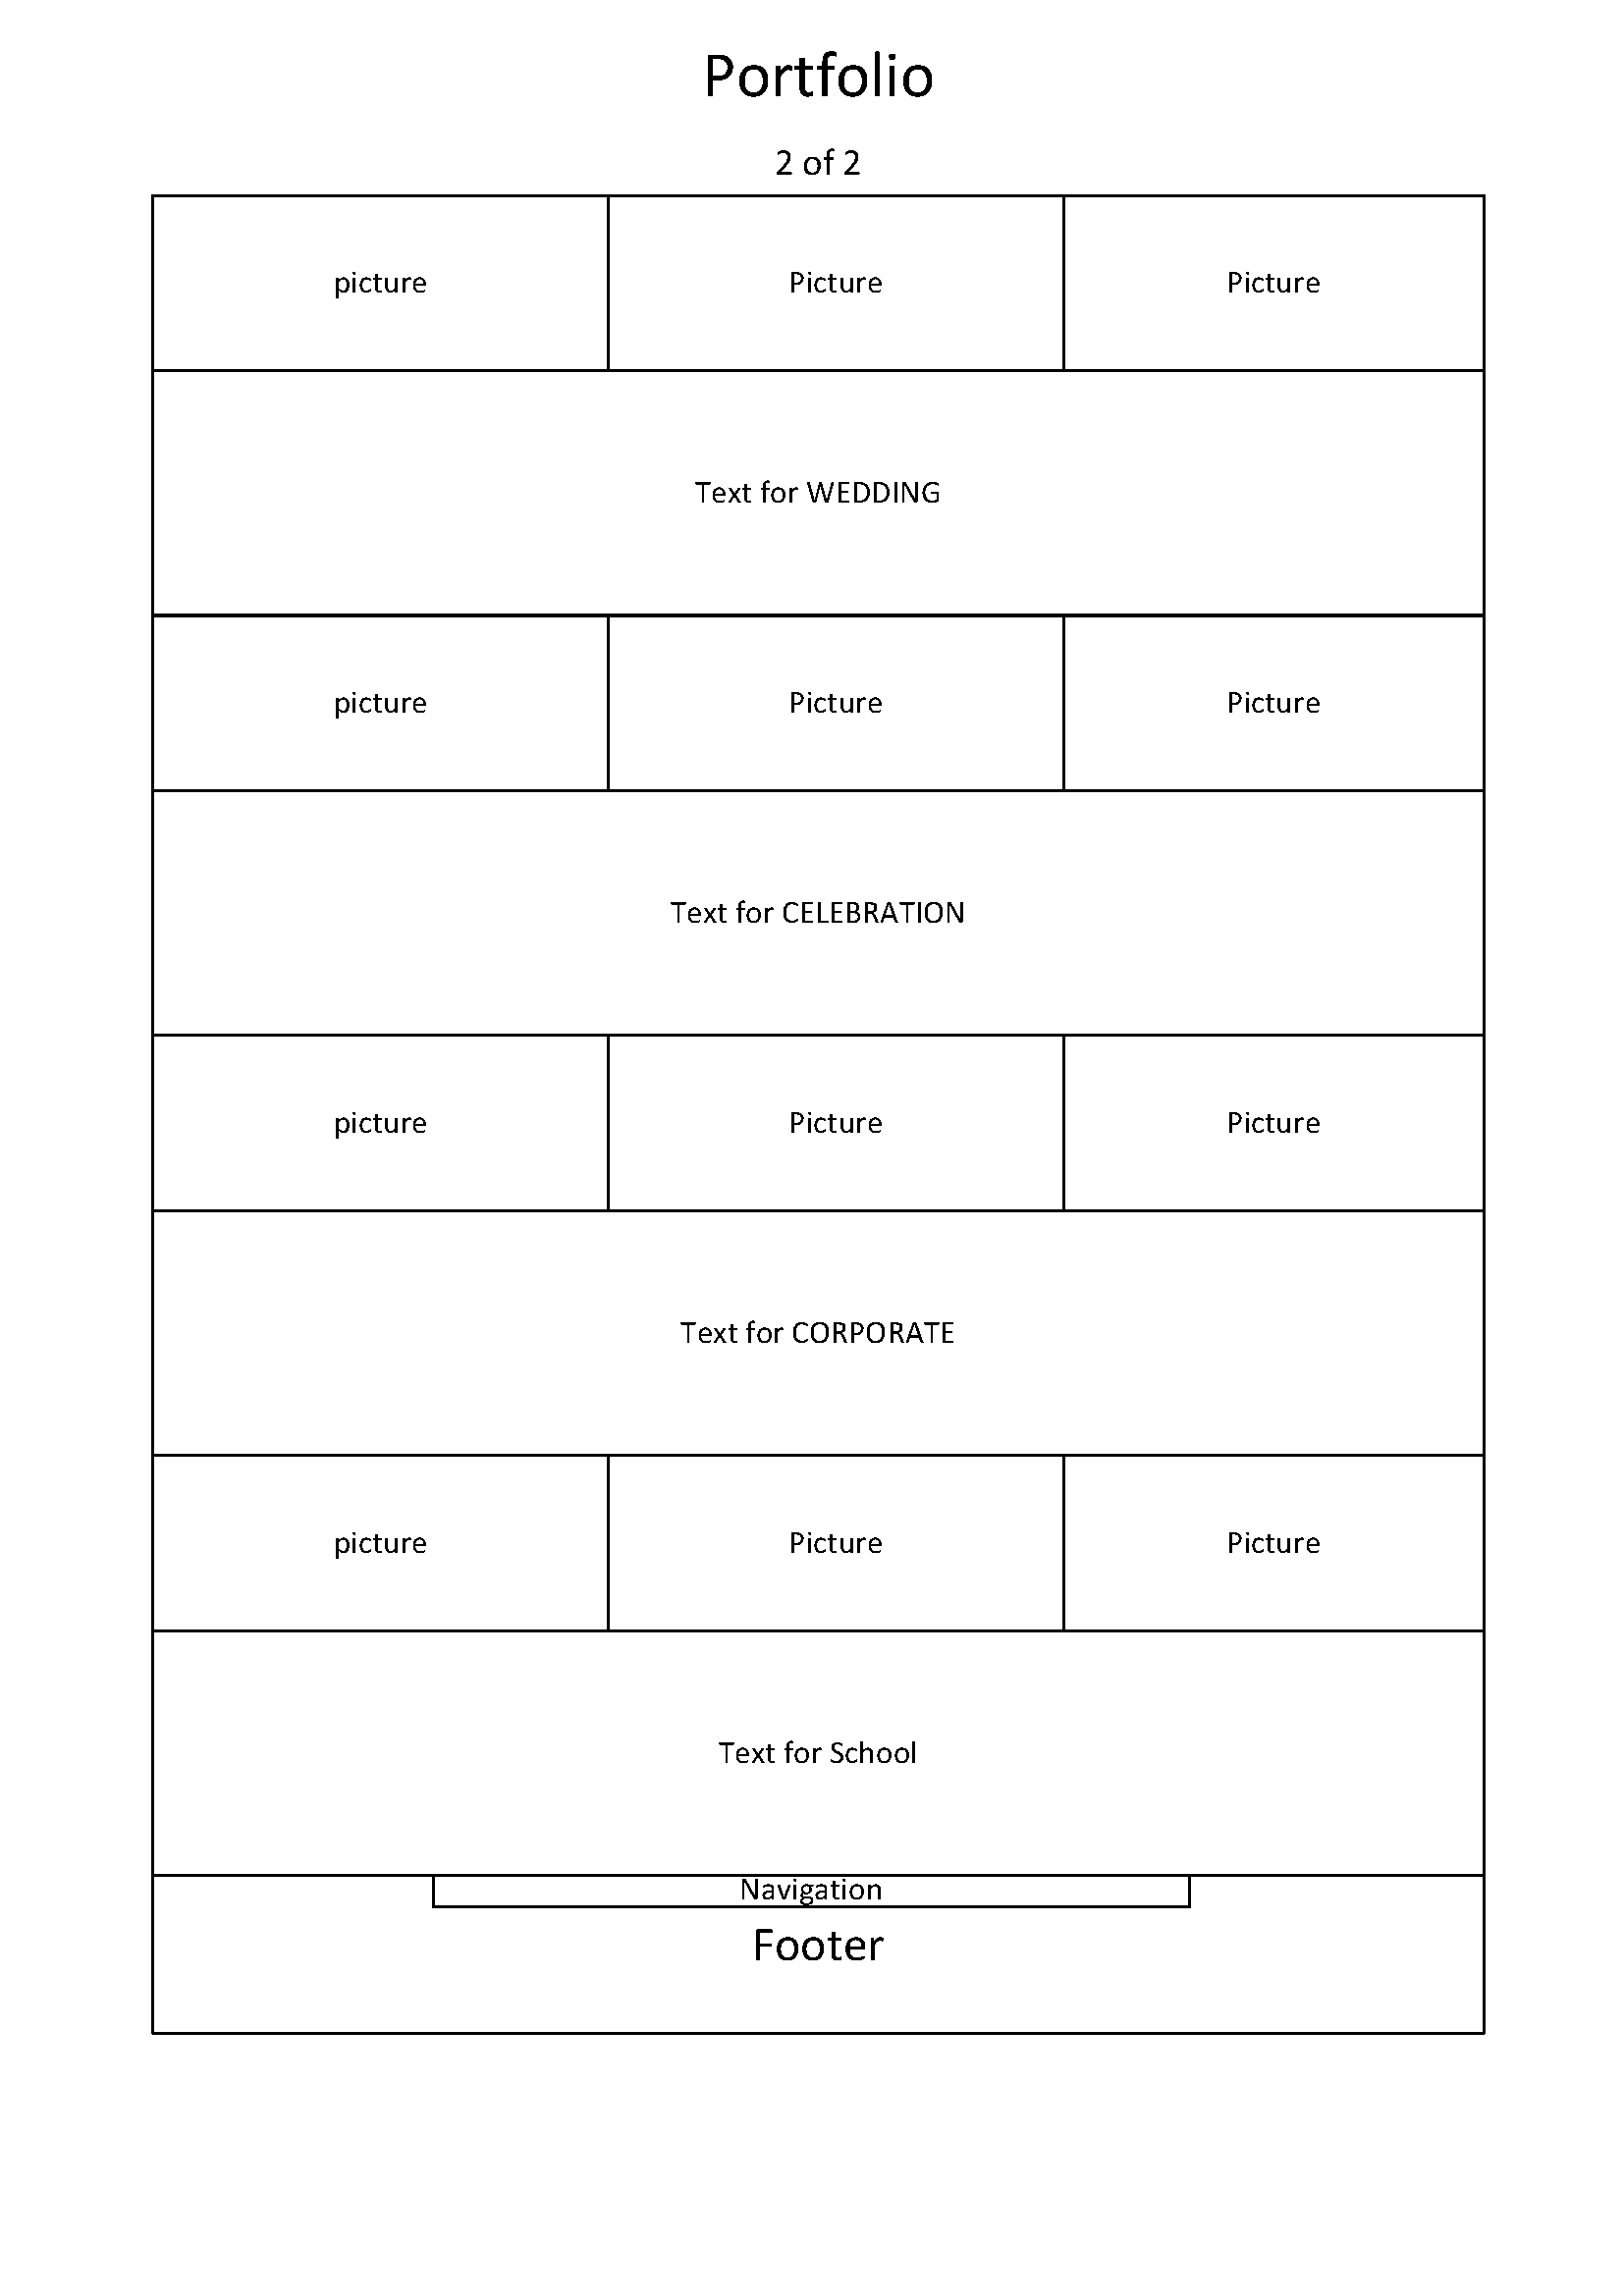 Portfolio
2 of 2
picture Picture Picture
Text for WEDDING
picture Picture Picture
Text for CELEBRATION
picture Picture Picture
Text for CORPORATE
picture Picture Picture
Text for School
Navigation
Footer